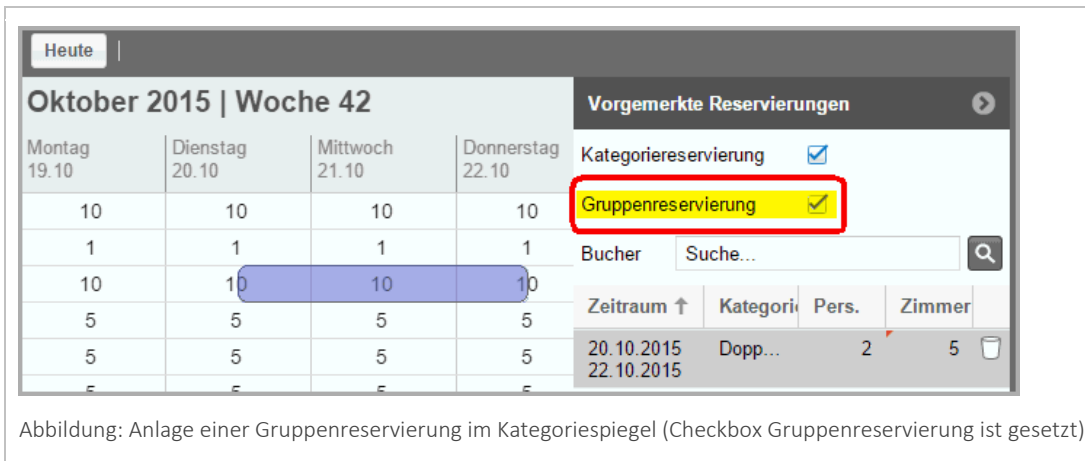 Heute
Oktober 2015 | Woche 42
Montag Dienstag Mittwoch Donnerstag
19.10 20.10 21.10 22.10
10 10 10 10
1 1 1 1
10 10 10 10
5 5 5 5
5 5 5 5
Vorgemerkte Reservierungen
Kategoriereservierung
Gruppenreservierung
Bucher Suche...
Zeitraum ↑ Kategori Pers. Zimmer
20.10.2015 Dopp... 2 5
22.10.2015
Abbildung: Anlage einer Gruppenreservierung im Kategoriespiegel (Checkbox Gruppenreservierung ist gesetzt)